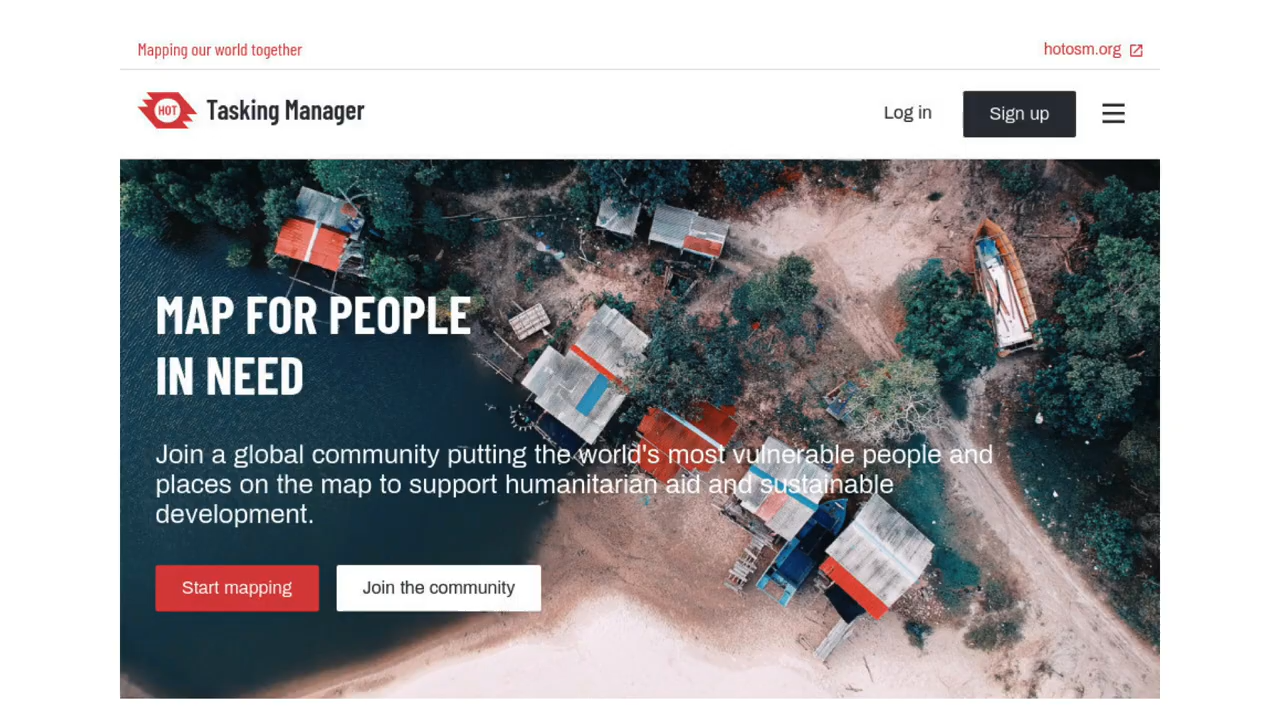 Mapping our world together
hotosm.org
HOT
Tasking Manager
Log in
Sign up
MAP FOR PEOPLE
IN NEED
Join a global community putting the world's most vulnerable people and
places on the map to support humanitarian aid and sustainable
development.
Start mapping
Join the community